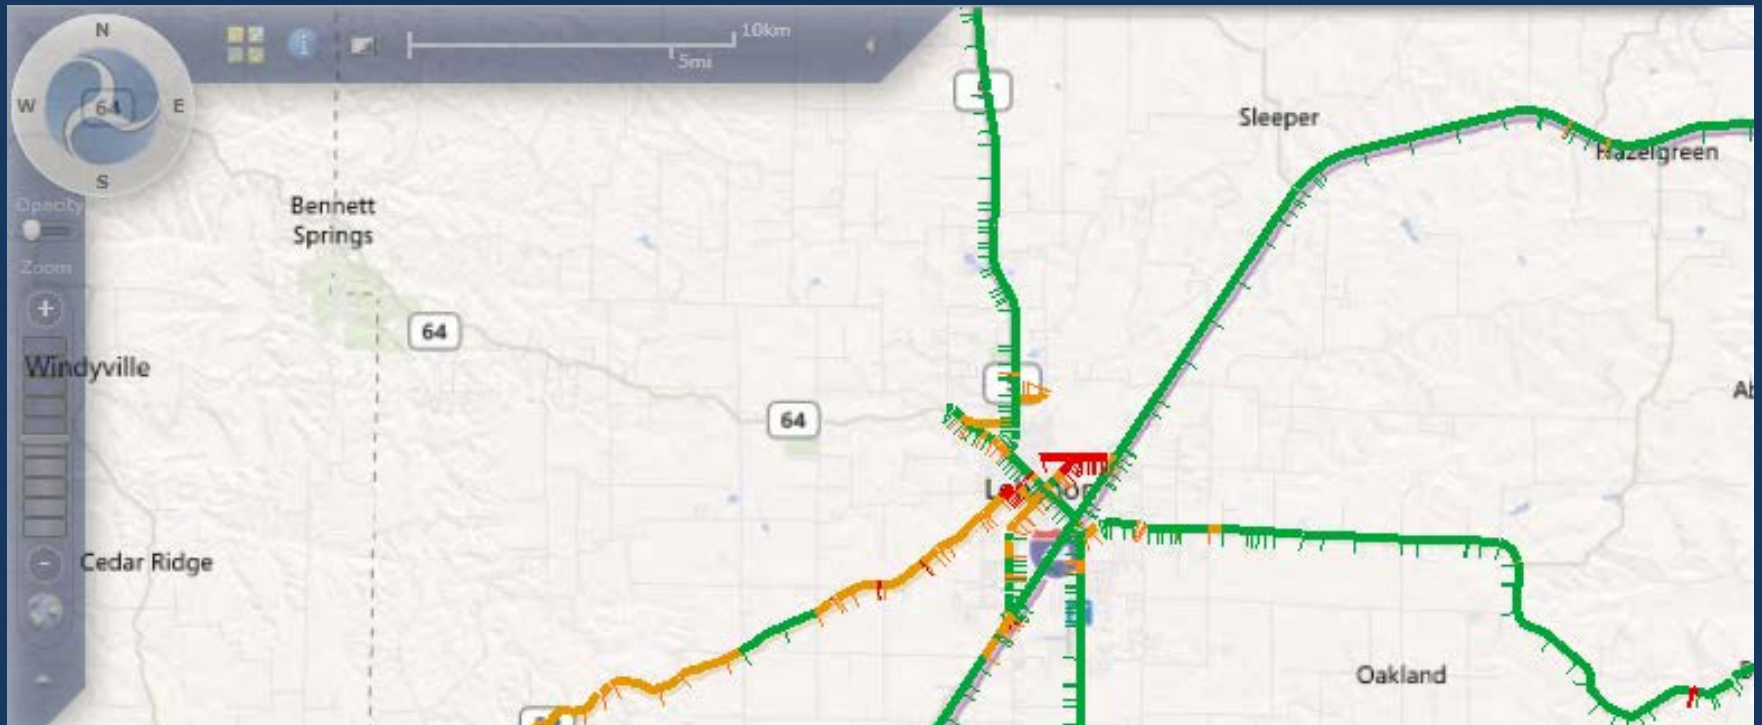 N
10km
5mi
W
64
E
S
Sleeper
Hazelgreen
Opacity
Bennett
Springs
Zoom
+
64
Windyville
64
Cedar Ridge
-
Oakland